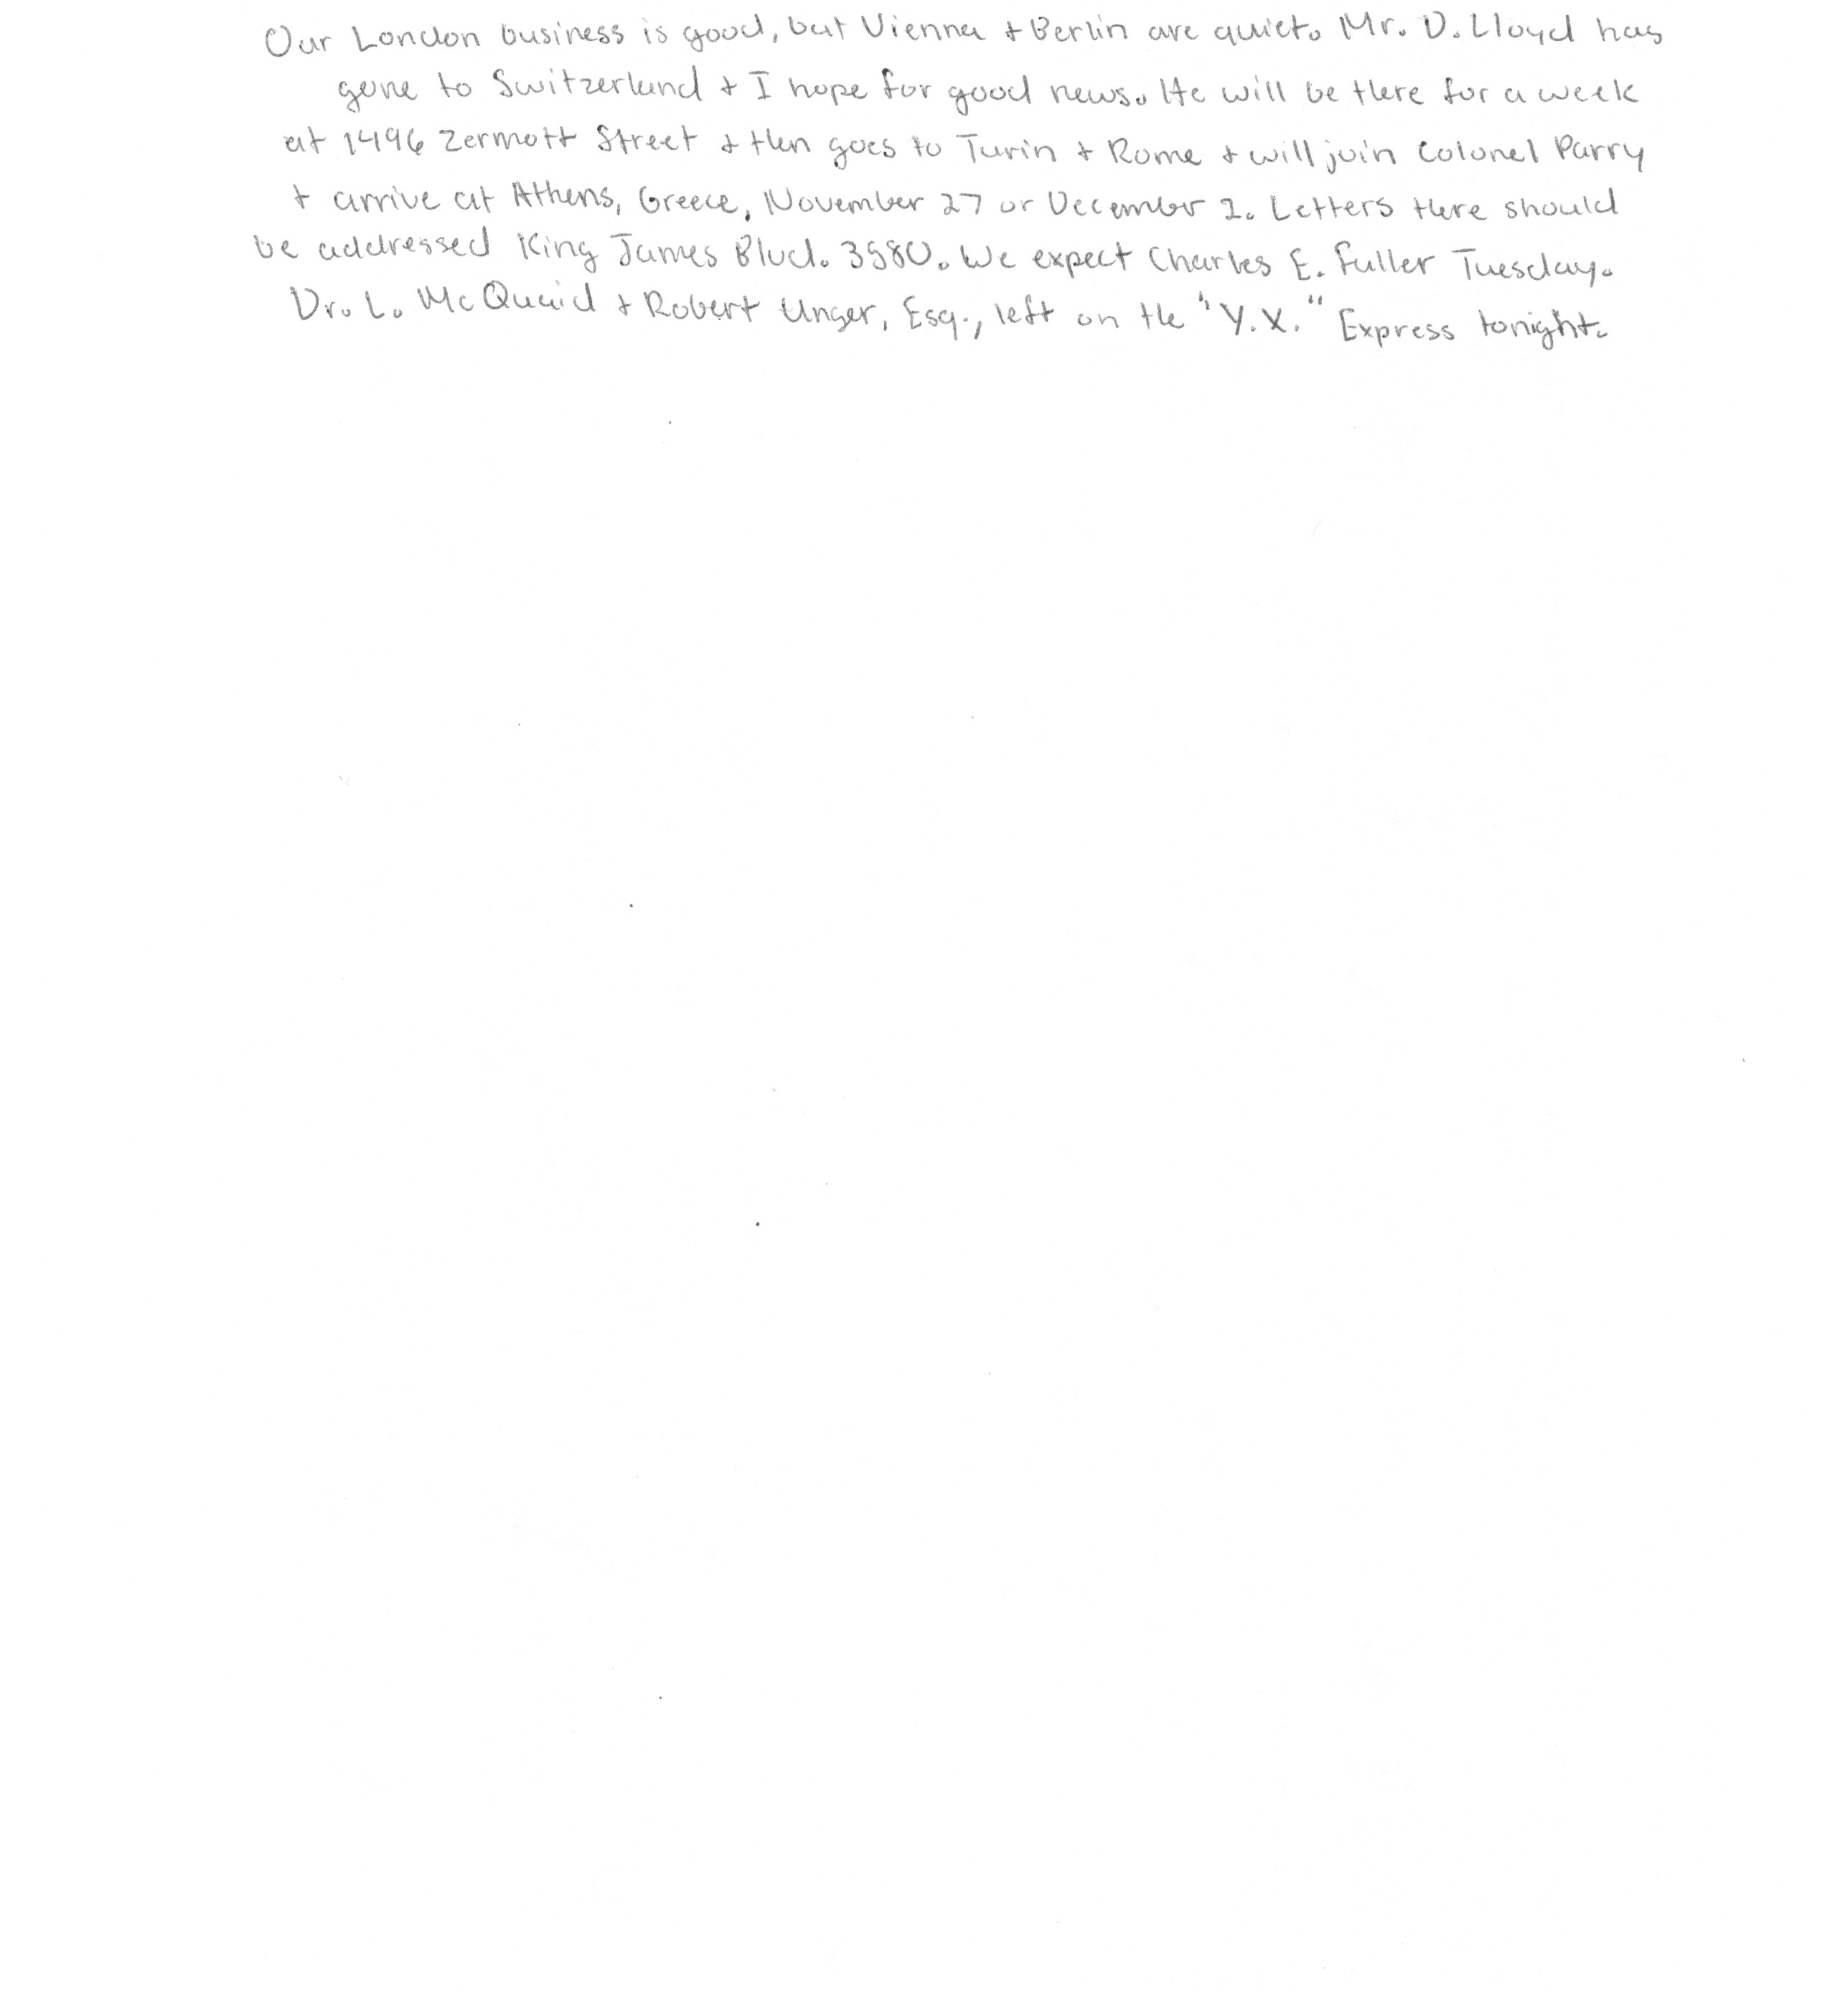 Our London business is good, but Vienna + Berlin are quiet. Mr. D. Lloyd has
gone to Switzerland + I hope for good news. He will be there for a week
at 1496 Zermott Street + then goes to Turin + Rome + will join Colonel Parry
+ arrive at Athens, Greece, November 27 or December 2. Letters there should
be addressed King James Blvd. 3580. We expect Charles E. Fuller Tuesday.
Dr. L. McQuaid + Robert Unger, Esq., left on the "Y.X." Express tonight.